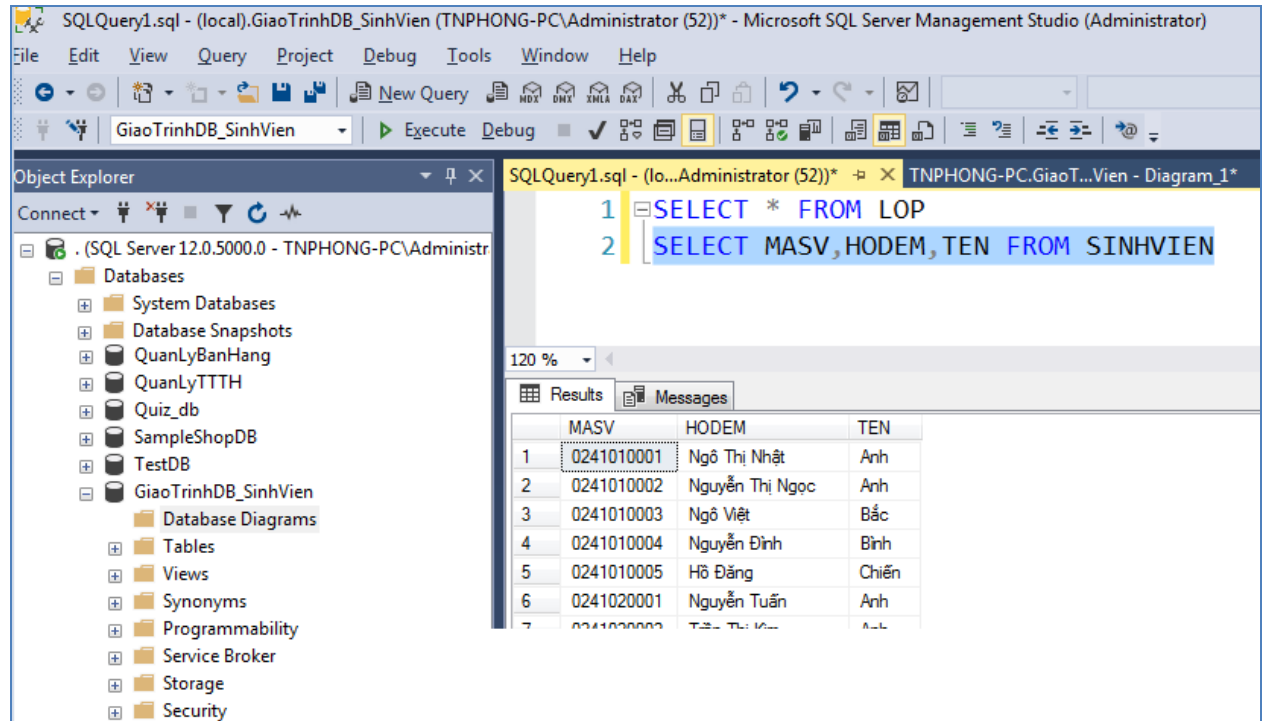 SQLQuery1.sql - (local).GiaoTrinhDB_SinhVien (TNPHONG-PC\Administrator (52))* - Microsoft SQL Server Management Studio (Administrator)
File Edit View Query Project Debug Tools Window Help
New Query MDX DMX XMLA DAX
GiaoTrinhDB_SinhVien Execute Debug
Object Explorer
Connect
. (SQL Server 12.0.5000.0 - TNPHONG-PC\Administr
Databases
System Databases
Database Snapshots
QuanLyBanHang
QuanLyTTTH
Quiz_db
SampleShopDB
TestDB
GiaoTrinhDB_SinhVien
Database Diagrams
Tables
Views
Synonyms
Programmability
Service Broker
Storage
Security
SQLQuery1.sql - (lo...Administrator (52))* TNPHONG-PC.GiaoT...Vien - Diagram_1*
1 SELECT * FROM LOP
2 SELECT MASV,HODEM,TEN FROM SINHVIEN
120 %
Results Messages
MASV HODEM TEN
1 0241010001 Ngô Thị Nhật Anh
2 0241010002 Nguyễn Thị Ngọc Anh
3 0241010003 Ngô Việt Bắc
4 0241010004 Nguyễn Đình Bình
5 0241010005 Hồ Đăng Chiến
6 0241020001 Nguyễn Tuấn Anh